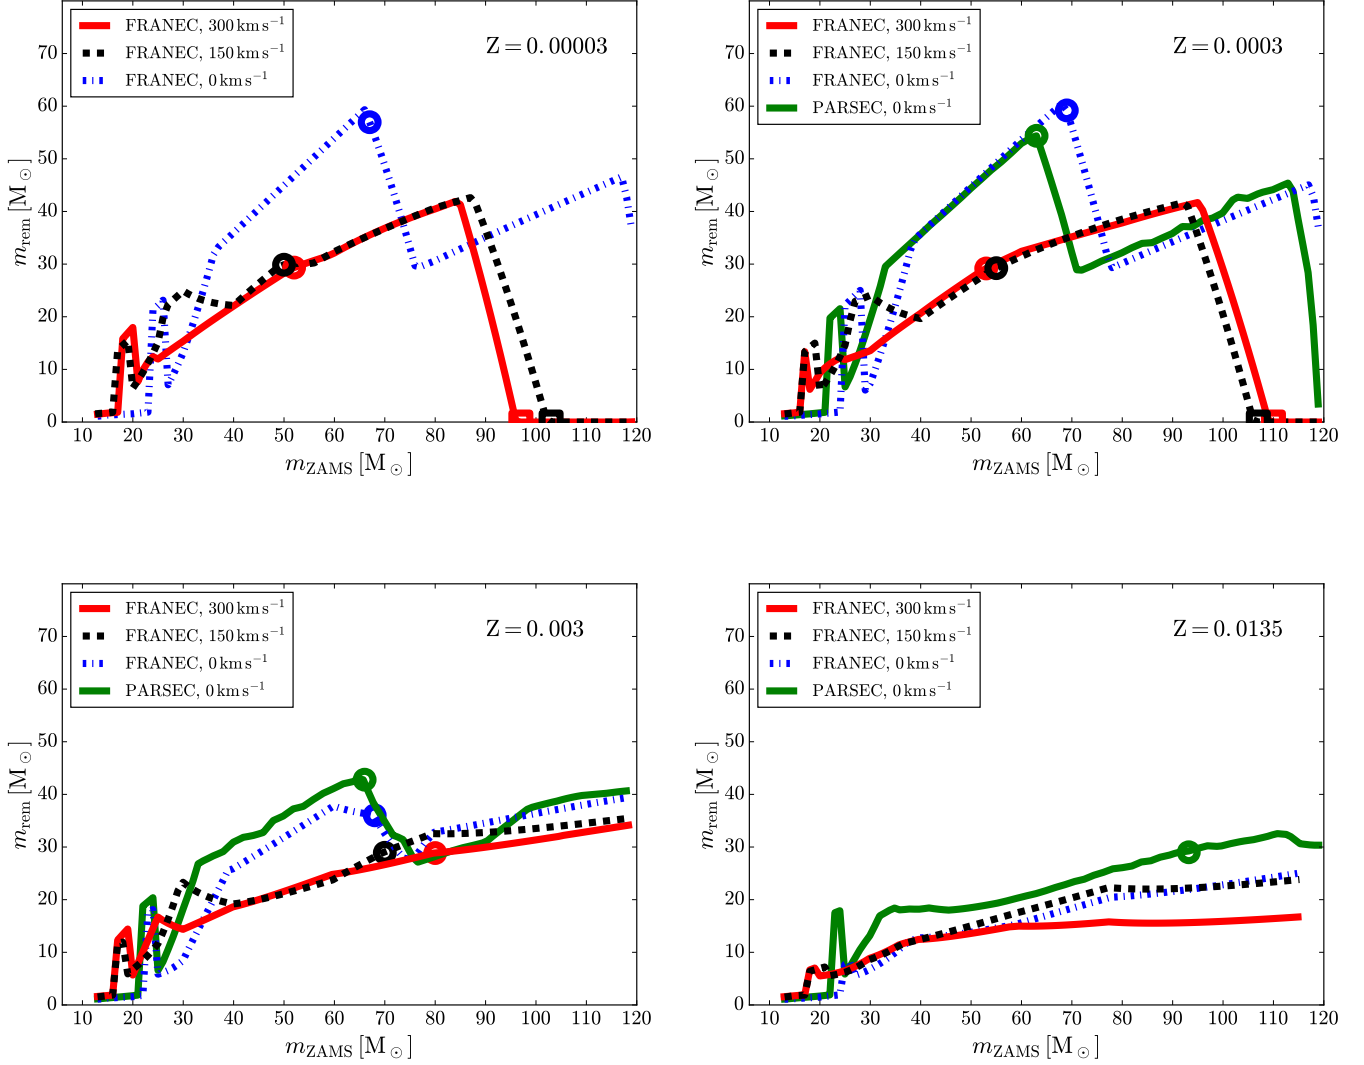 FRANEC, 300 km s⁻¹
FRANEC, 150 km s⁻¹
FRANEC, 0 km s⁻¹
Z = 0.00003
70
60
50
40
30
20
10
0
m_rem [M_⊙]
10 20 30 40 50 60 70 80 90 100 110 120
m_ZAMS [M_⊙]
FRANEC, 300 km s⁻¹
FRANEC, 150 km s⁻¹
FRANEC, 0 km s⁻¹
PARSEC, 0 km s⁻¹
Z = 0.0003
70
60
50
40
30
20
10
0
m_rem [M_⊙]
10 20 30 40 50 60 70 80 90 100 110 120
m_ZAMS [M_⊙]
FRANEC, 300 km s⁻¹
FRANEC, 150 km s⁻¹
FRANEC, 0 km s⁻¹
PARSEC, 0 km s⁻¹
Z = 0.003
70
60
50
40
30
20
10
0
m_rem [M_⊙]
10 20 30 40 50 60 70 80 90 100 110 120
m_ZAMS [M_⊙]
FRANEC, 300 km s⁻¹
FRANEC, 150 km s⁻¹
FRANEC, 0 km s⁻¹
PARSEC, 0 km s⁻¹
Z = 0.0135
70
60
50
40
30
20
10
0
m_rem [M_⊙]
10 20 30 40 50 60 70 80 90 100 110 120
m_ZAMS [M_⊙]